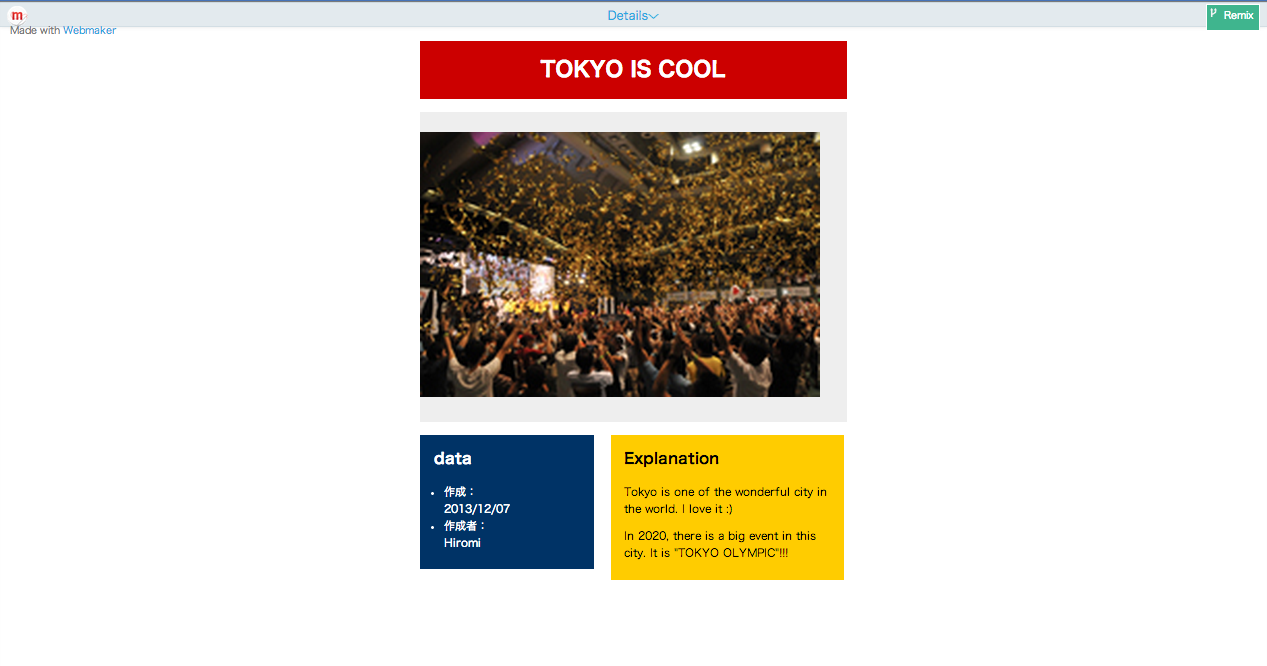 m
Details
Remix
Made with Webmaker
TOKYO IS COOL
data
作成：
2013/12/07
作成者：
Hiromi
Explanation
Tokyo is one of the wonderful city in
the world. I love it :)
In 2020, there is a big event in this
city. It is "TOKYO OLYMPIC"!!!